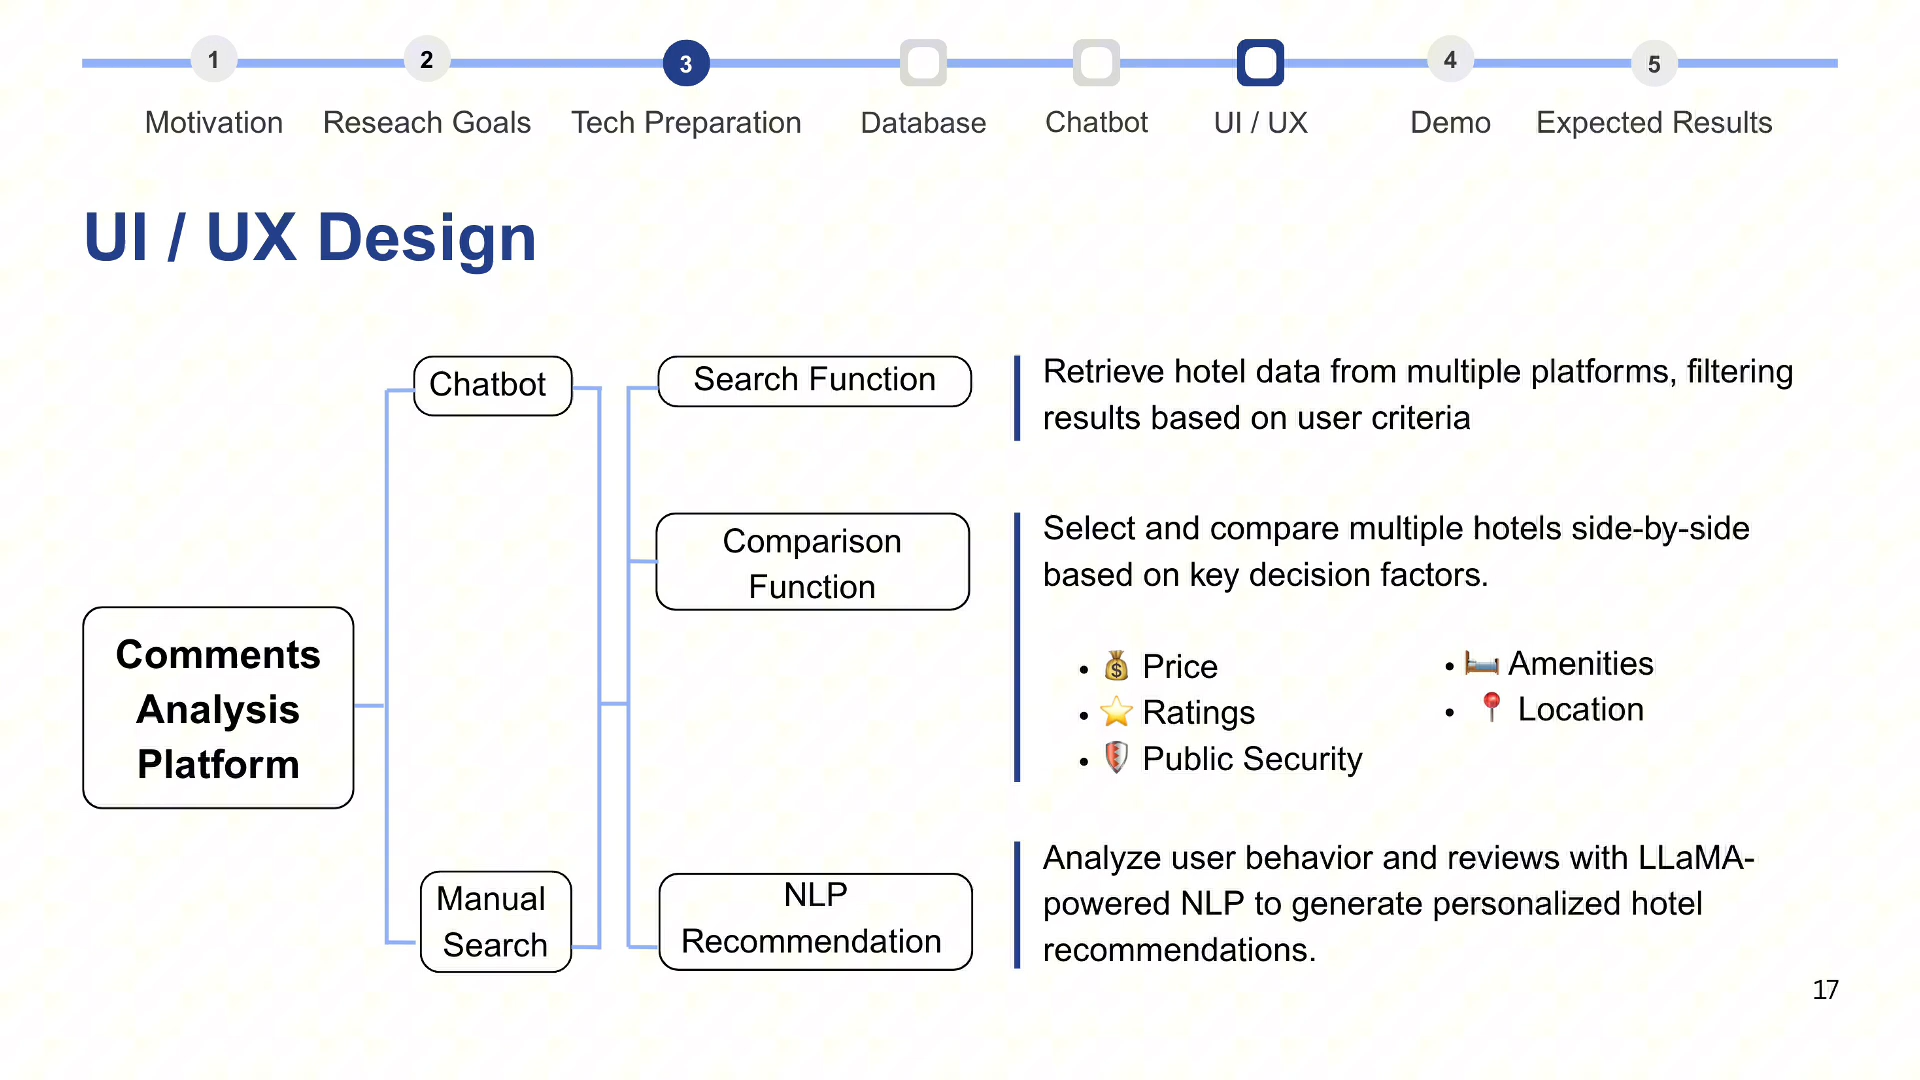 1
2
3
4
5
Motivation
Reseach Goals
Tech Preparation
Database
Chatbot
UI / UX
Demo
Expected Results
UI / UX Design
Comments
Analysis
Platform
Chatbot
Manual
Search
Search Function
Comparison
Function
NLP
Recommendation
Retrieve hotel data from multiple platforms, filtering
results based on user criteria
Select and compare multiple hotels side-by-side
based on key decision factors.
• 💰 Price
• ⭐ Ratings
• 🛡️ Public Security
• 🛏️ Amenities
• 📍 Location
Analyze user behavior and reviews with LLaMA-
powered NLP to generate personalized hotel
recommendations.
17